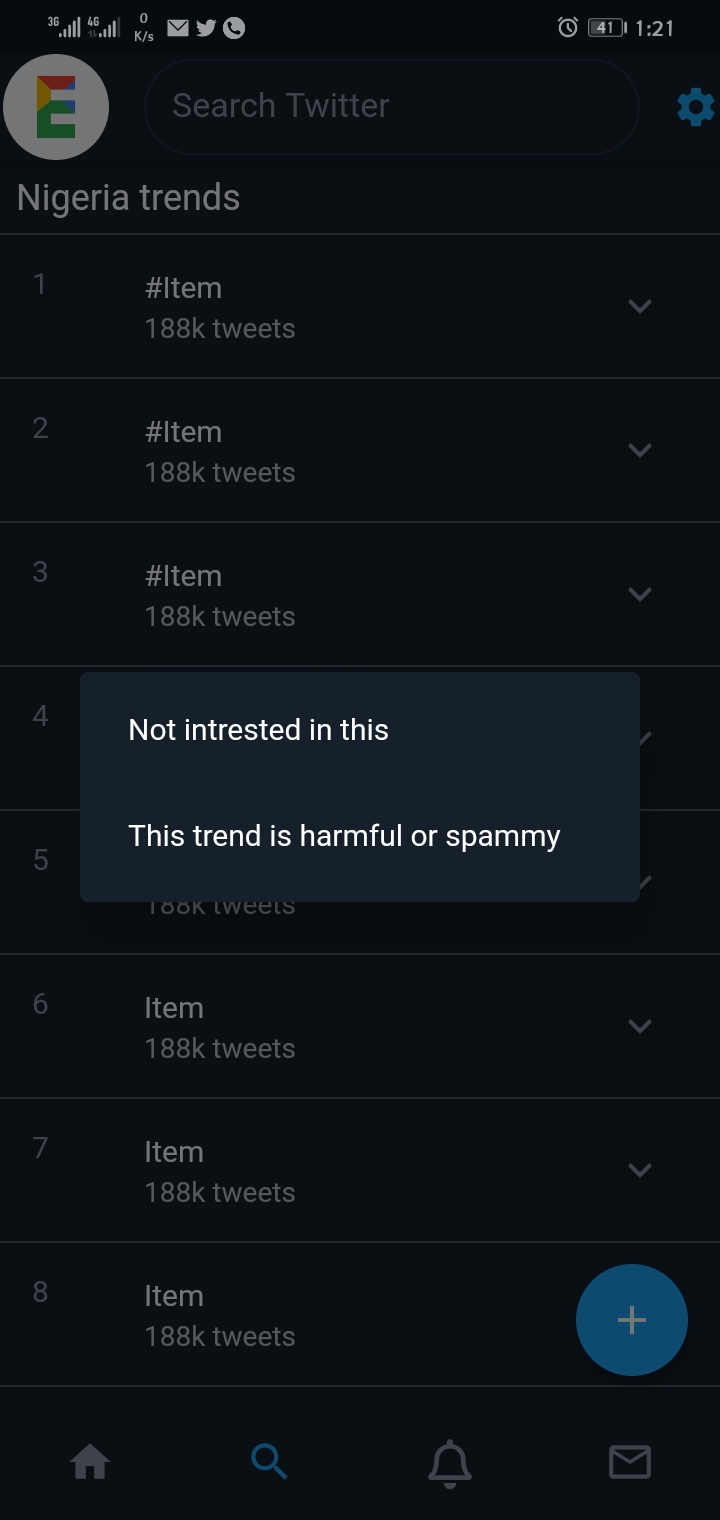 3G 4G 0 K/s 41 1:21
E
Search Twitter
Nigeria trends
1
#Item
188k tweets
2
#Item
188k tweets
3
#Item
188k tweets
4
Not intrested in this
This trend is harmful or spammy
5
188k tweets
6
Item
188k tweets
7
Item
188k tweets
8
Item
188k tweets